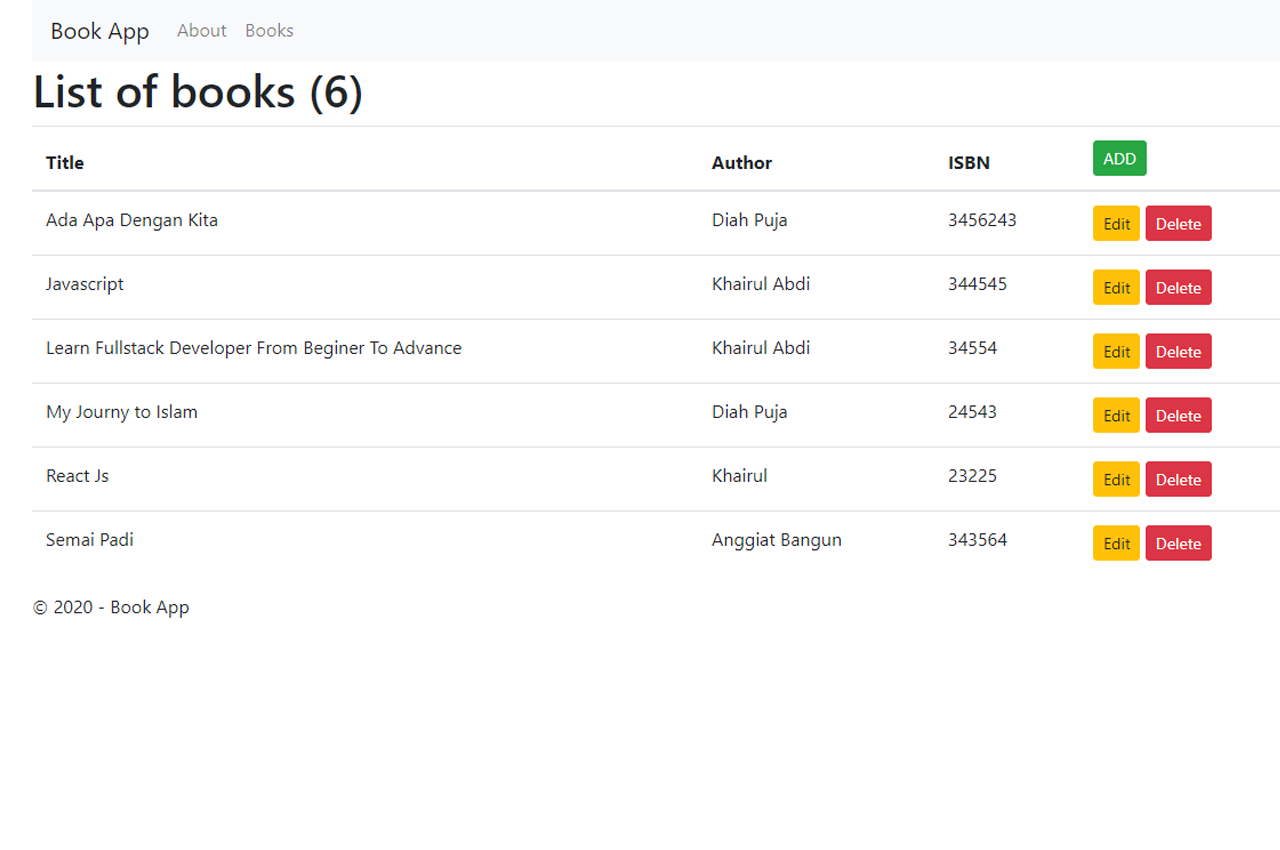 Book App About Books
List of books (6)
Title Author ISBN ADD
Ada Apa Dengan Kita Diah Puja 3456243 Edit Delete
Javascript Khairul Abdi 344545 Edit Delete
Learn Fullstack Developer From Beginer To Advance Khairul Abdi 34554 Edit Delete
My Journy to Islam Diah Puja 24543 Edit Delete
React Js Khairul 23225 Edit Delete
Semai Padi Anggiat Bangun 343564 Edit Delete
© 2020 - Book App